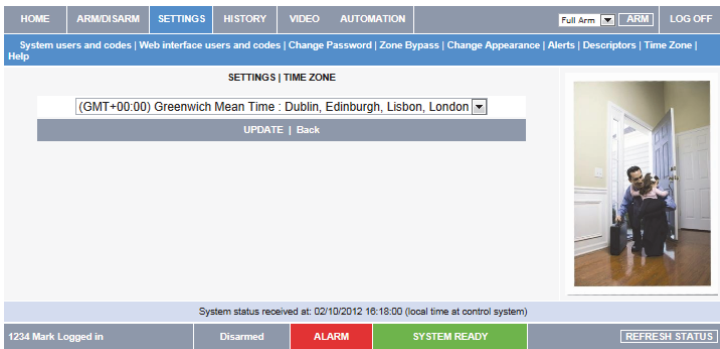 HOME ARM/DISARM SETTINGS HISTORY VIDEO AUTOMATION Full Arm ARM LOG OFF
System users and codes | Web interface users and codes | Change Password | Zone Bypass | Change Appearance | Alerts | Descriptors | Time Zone |
Help
SETTINGS | TIME ZONE
(GMT+00:00) Greenwich Mean Time : Dublin, Edinburgh, Lisbon, London
UPDATE | Back
System status received at: 02/10/2012 16:18:00 (local time at control system)
1234 Mark Logged in Disarmed ALARM SYSTEM READY REFRESH STATUS